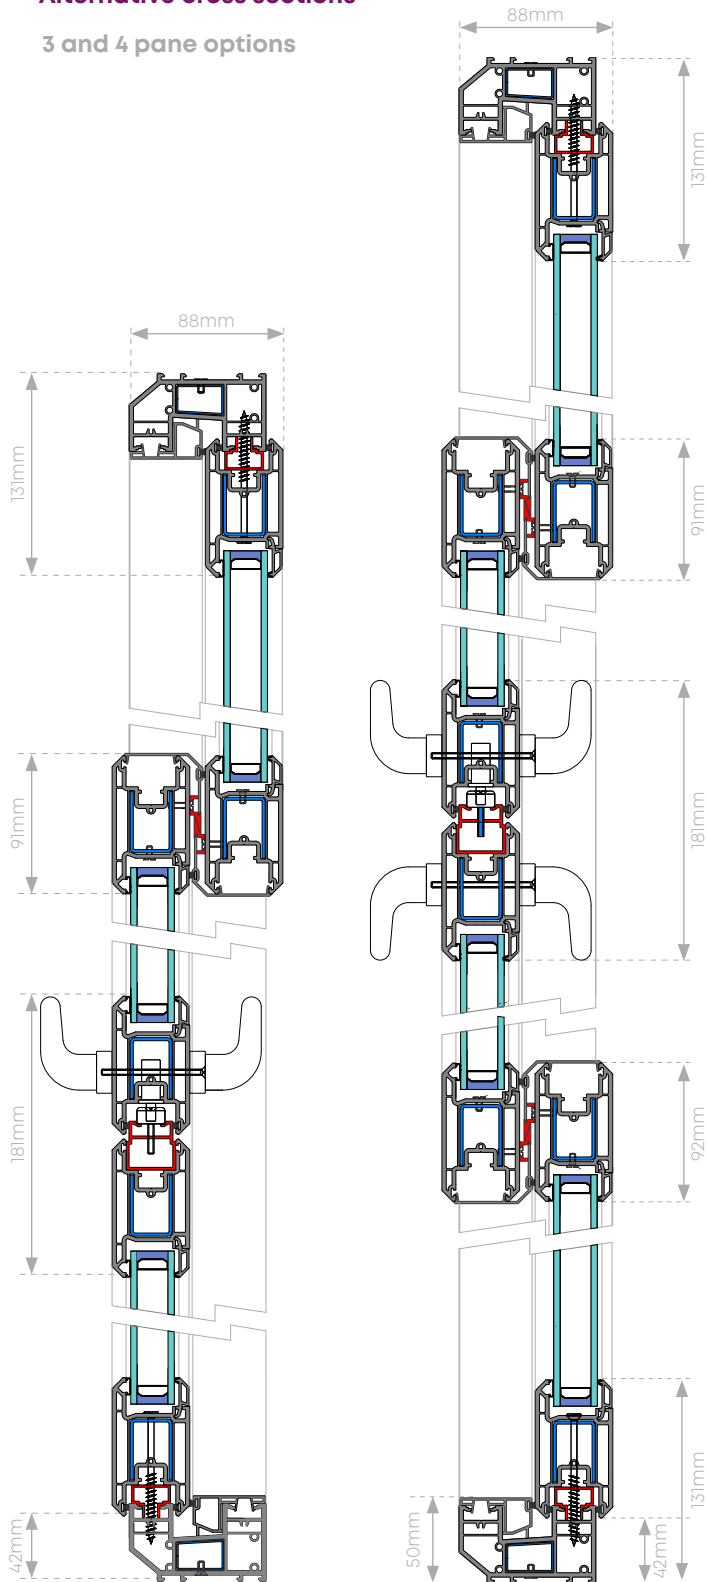 Alternative cross sections
3 and 4 pane options
88mm
131mm
91mm
181mm
42mm
88mm
131mm
91mm
181mm
92mm
131mm
50mm
42mm